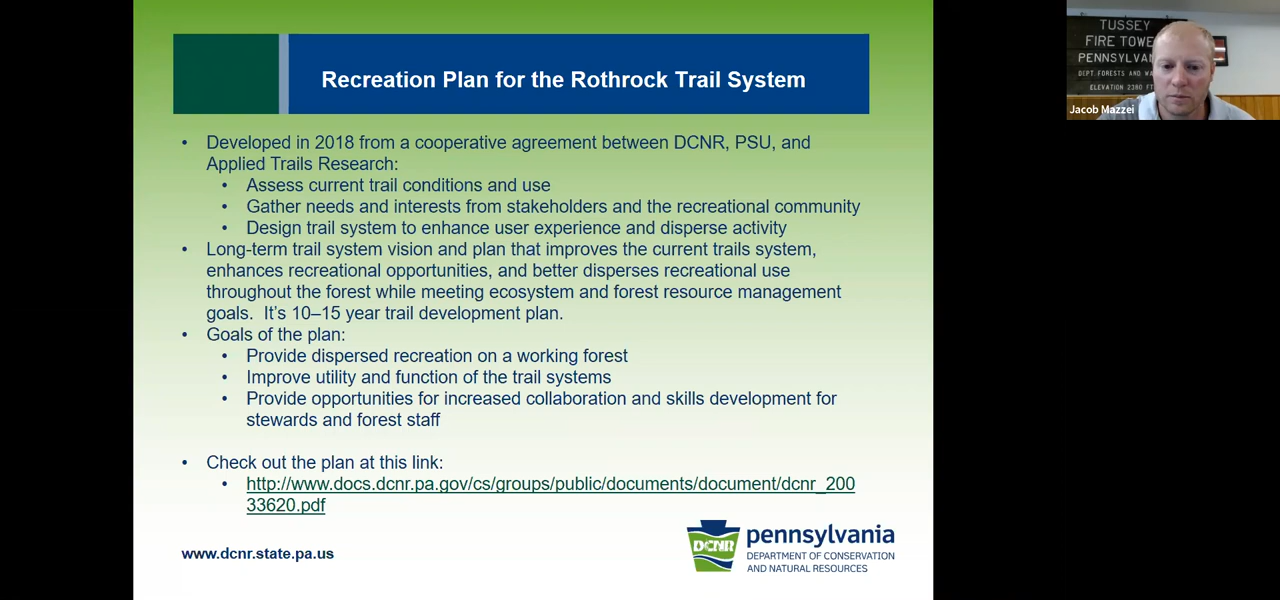 Recreation Plan for the Rothrock Trail System
• Developed in 2018 from a cooperative agreement between DCNR, PSU, and
Applied Trails Research:
• Assess current trail conditions and use
• Gather needs and interests from stakeholders and the recreational community
• Design trail system to enhance user experience and disperse activity
• Long-term trail system vision and plan that improves the current trails system,
enhances recreational opportunities, and better disperses recreational use
throughout the forest while meeting ecosystem and forest resource management
goals. It's 10–15 year trail development plan.
• Goals of the plan:
• Provide dispersed recreation on a working forest
• Improve utility and function of the trail systems
• Provide opportunities for increased collaboration and skills development for
stewards and forest staff
• Check out the plan at this link:
• http://www.docs.dcnr.pa.gov/cs/groups/public/documents/document/dcnr_200
33620.pdf
www.dcnr.state.pa.us
DCNR
pennsylvania
DEPARTMENT OF CONSERVATION
AND NATURAL RESOURCES
TUSSEY
FIRE TOWE
PENNSYLVAN
DEPT. FORESTS AND WA
ELEVATION 2380 FT
Jacob Mazzei